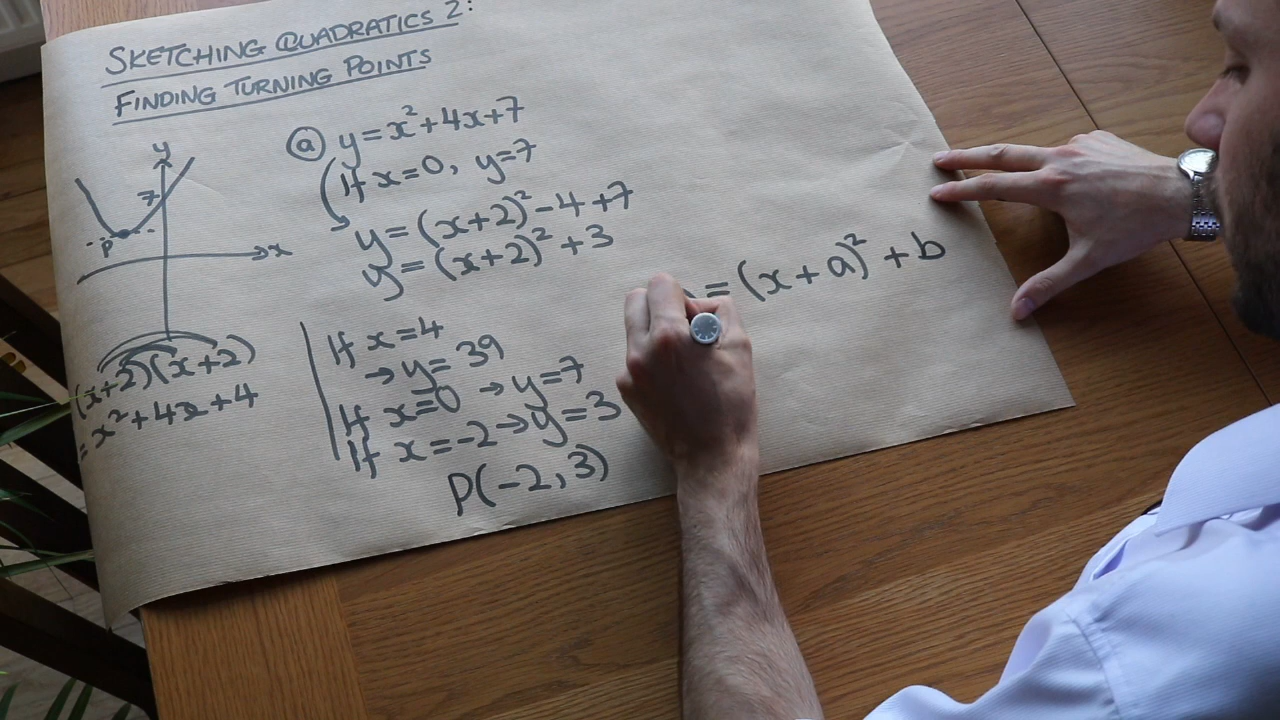 SKETCHING QUADRATICS 2:
FINDING TURNING POINTS
y
7
P
x
(x+2)(x+2)
=x²+4x+4
ⓐ y=x²+4x+7
If x=0, y=7
y=(x+2)²-4+7
y=(x+2)²+3
If x=4
→y=39
If x=0 →y=7
If x=-2→y=3
P(-2,3)
=(x+a)²+b